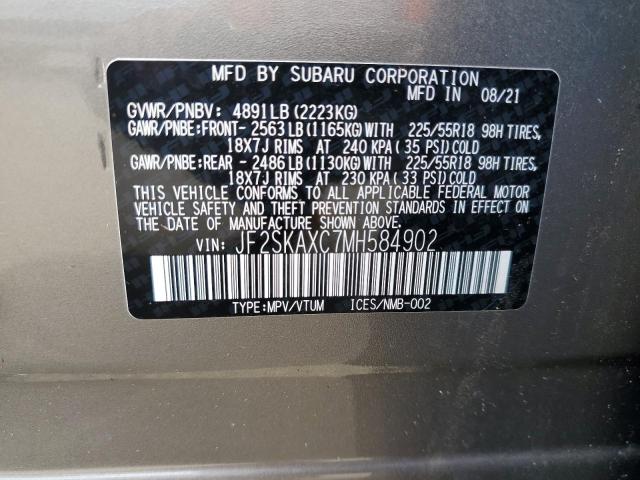 MFD BY SUBARU CORPORATION
MFD IN 08/21
GVWR/PNBV: 4891LB(2223KG)
GAWR/PNBE:FRONT- 2563LB(1165KG)WITH 225/55R18 98H TIRES,
18X7J RIMS AT 240 KPA( 35 PSI)COLD
GAWR/PNBE:REAR - 2486LB(1130KG)WITH 225/55R18 98H TIRES,
18X7J RIMS AT 230 KPA( 33 PSI)COLD
THIS VEHICLE CONFORMS TO ALL APPLICABLE FEDERAL MOTOR
VEHICLE SAFETY AND THEFT PREVENTION STANDARDS IN EFFECT ON
THE DATE OF MANUFACTURE SHOWN ABOVE.
VIN: JF2SKAXC7MH584902
TYPE:MPV/VTUM ICES/NMB-002